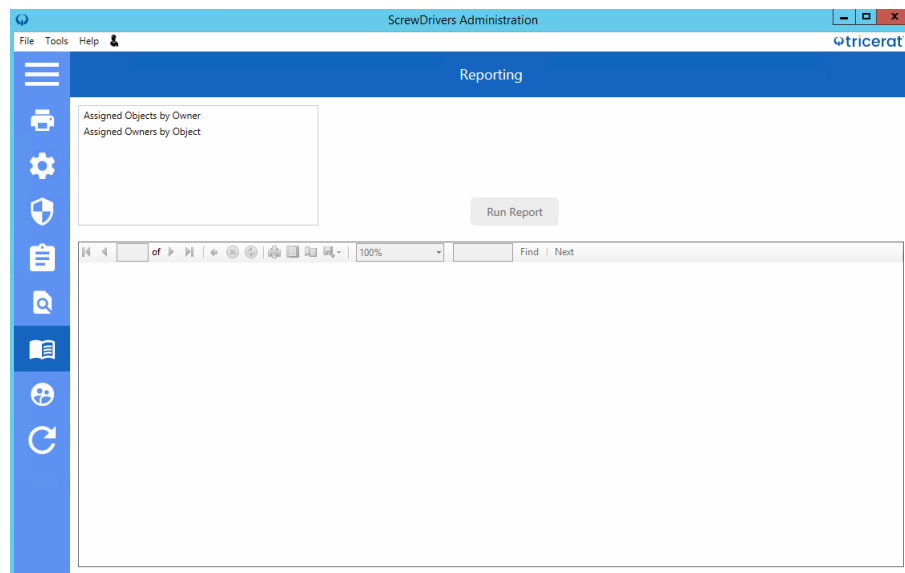 ScrewDrivers Administration
File Tools Help
tricerat
Reporting
Assigned Objects by Owner
Assigned Owners by Object
Run Report
of 100% Find Next